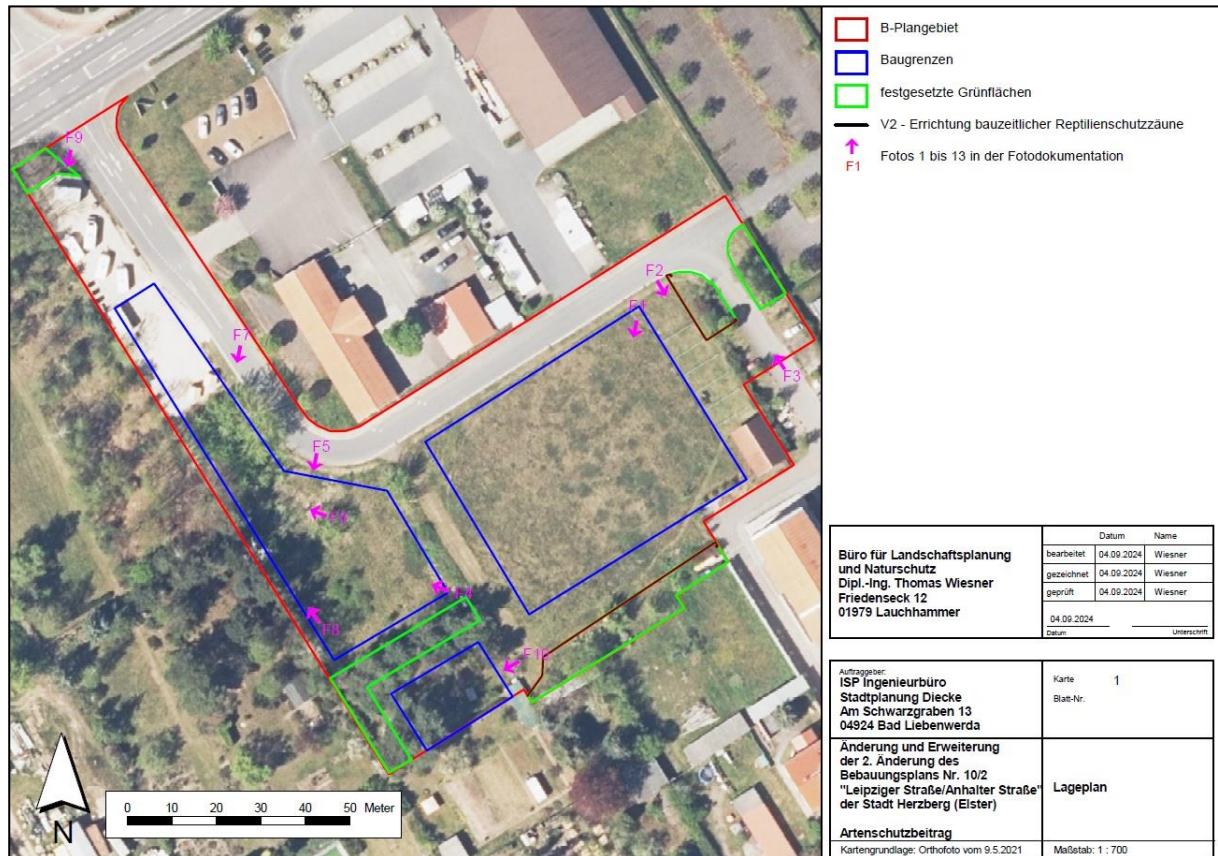 B-Plangebiet
Baugrenzen
festgesetzte Grünflächen
V2 - Errichtung bauzeitlicher Reptilienschutzzäune
F1
Fotos 1 bis 13 in der Fotodokumentation
F9
F2
F1
F7
F3
F5
F6
F4
F8
F10
0 10 20 30 40 50 Meter
N
Datum Name
Büro für Landschaftsplanung
und Naturschutz
Dipl.-Ing. Thomas Wiesner
Friedenseck 12
01979 Lauchhammer
bearbeitet 04.09.2024 Wiesner
gezeichnet 04.09.2024 Wiesner
geprüft 04.09.2024 Wiesner
04.09.2024
Datum Unterschrift
Auftraggeber:
ISP Ingenieurbüro
Stadtplanung Diecke
Am Schwarzgraben 13
04924 Bad Liebenwerda
Karte 1
Blatt-Nr.
Änderung und Erweiterung
der 2. Änderung des
Bebauungsplans Nr. 10/2
"Leipziger Straße/Anhalter Straße"
der Stadt Herzberg (Elster)
Artenschutzbeitrag
Lageplan
Kartengrundlage: Orthofoto vom 9.5.2021
Maßstab: 1 : 700